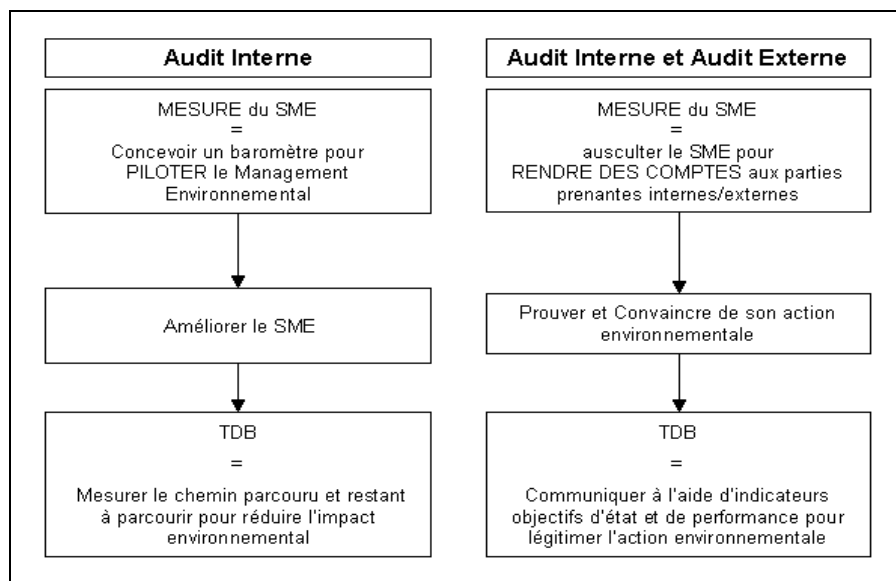 Audit Interne
MESURE du SME
=
Concevoir un baromètre pour
PILOTER le Management
Environnemental
Améliorer le SME
TDB
=
Mesurer le chemin parcouru et restant
à parcourir pour réduire l'impact
environnemental
Audit Interne et Audit Externe
MESURE du SME
=
ausculter le SME pour
RENDRE DES COMPTES aux parties
prenantes internes/externes
Prouver et Convaincre de son action
environnementale
TDB
=
Communiquer à l'aide d'indicateurs
objectifs d'état et de performance pour
légitimer l'action environnementale